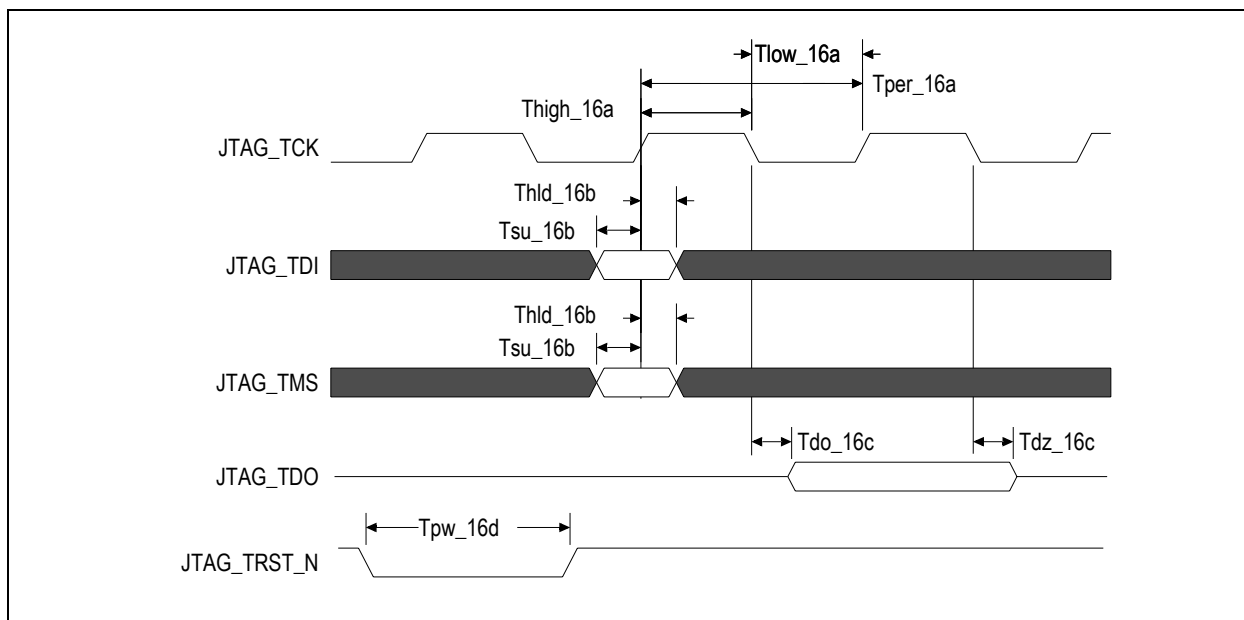 Tlow_16a
Tper_16a
Thigh_16a
JTAG_TCK
Thld_16b
Tsu_16b
JTAG_TDI
Thld_16b
Tsu_16b
JTAG_TMS
Tdo_16c
Tdz_16c
JTAG_TDO
Tpw_16d
JTAG_TRST_N